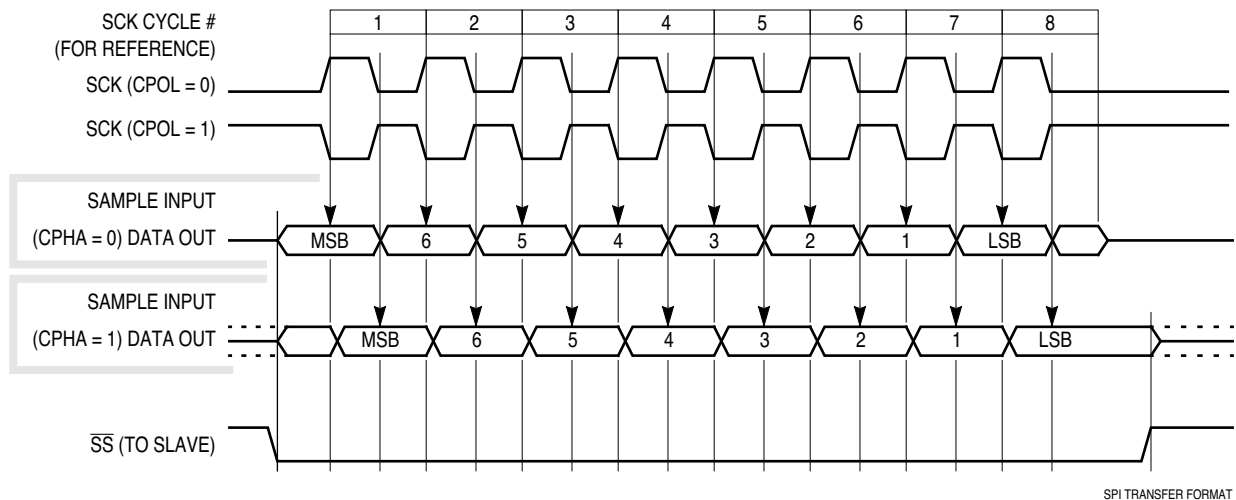 SCK CYCLE # 1 2 3 4 5 6 7 8
(FOR REFERENCE)
SCK (CPOL = 0)
SCK (CPOL = 1)
SAMPLE INPUT
(CPHA = 0) DATA OUT MSB 6 5 4 3 2 1 LSB
SAMPLE INPUT
(CPHA = 1) DATA OUT MSB 6 5 4 3 2 1 LSB
S̅S̅ (TO SLAVE)
SPI TRANSFER FORMAT